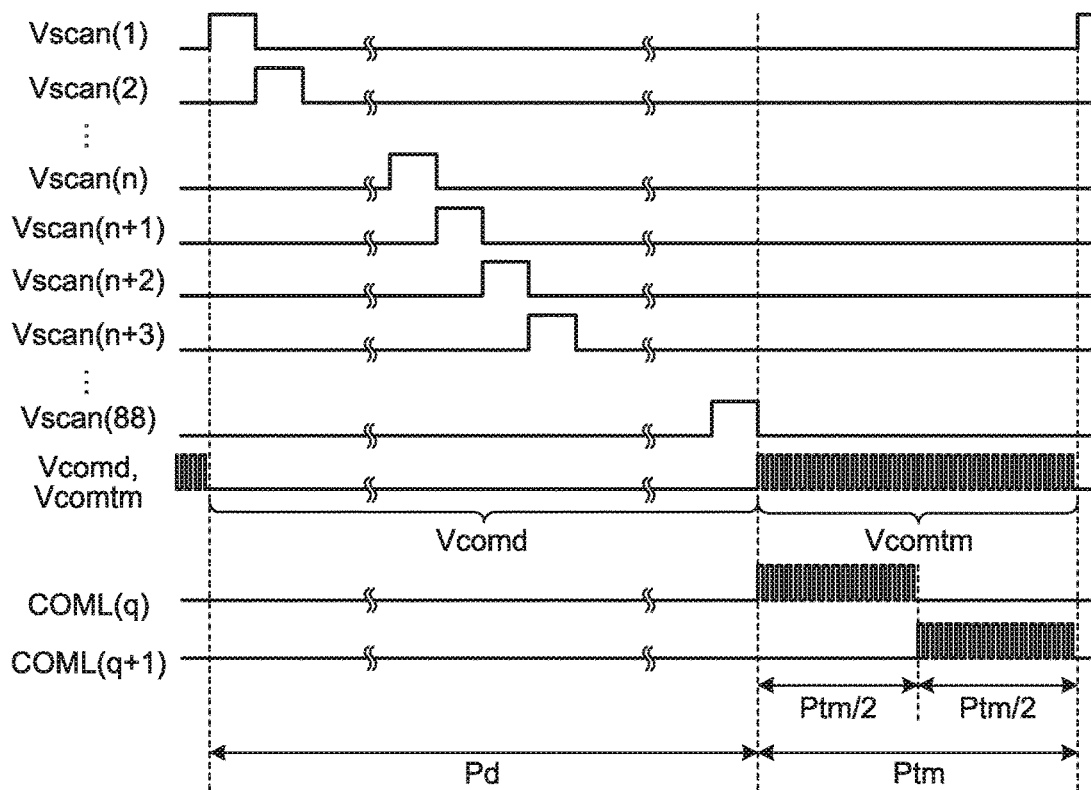 Vscan(1)
Vscan(2)
⋮
Vscan(n)
Vscan(n+1)
Vscan(n+2)
Vscan(n+3)
⋮
Vscan(88)
Vcomd,
Vcomtm
Vcomd
Vcomtm
COML(q)
COML(q+1)
Ptm/2
Ptm/2
Pd
Ptm